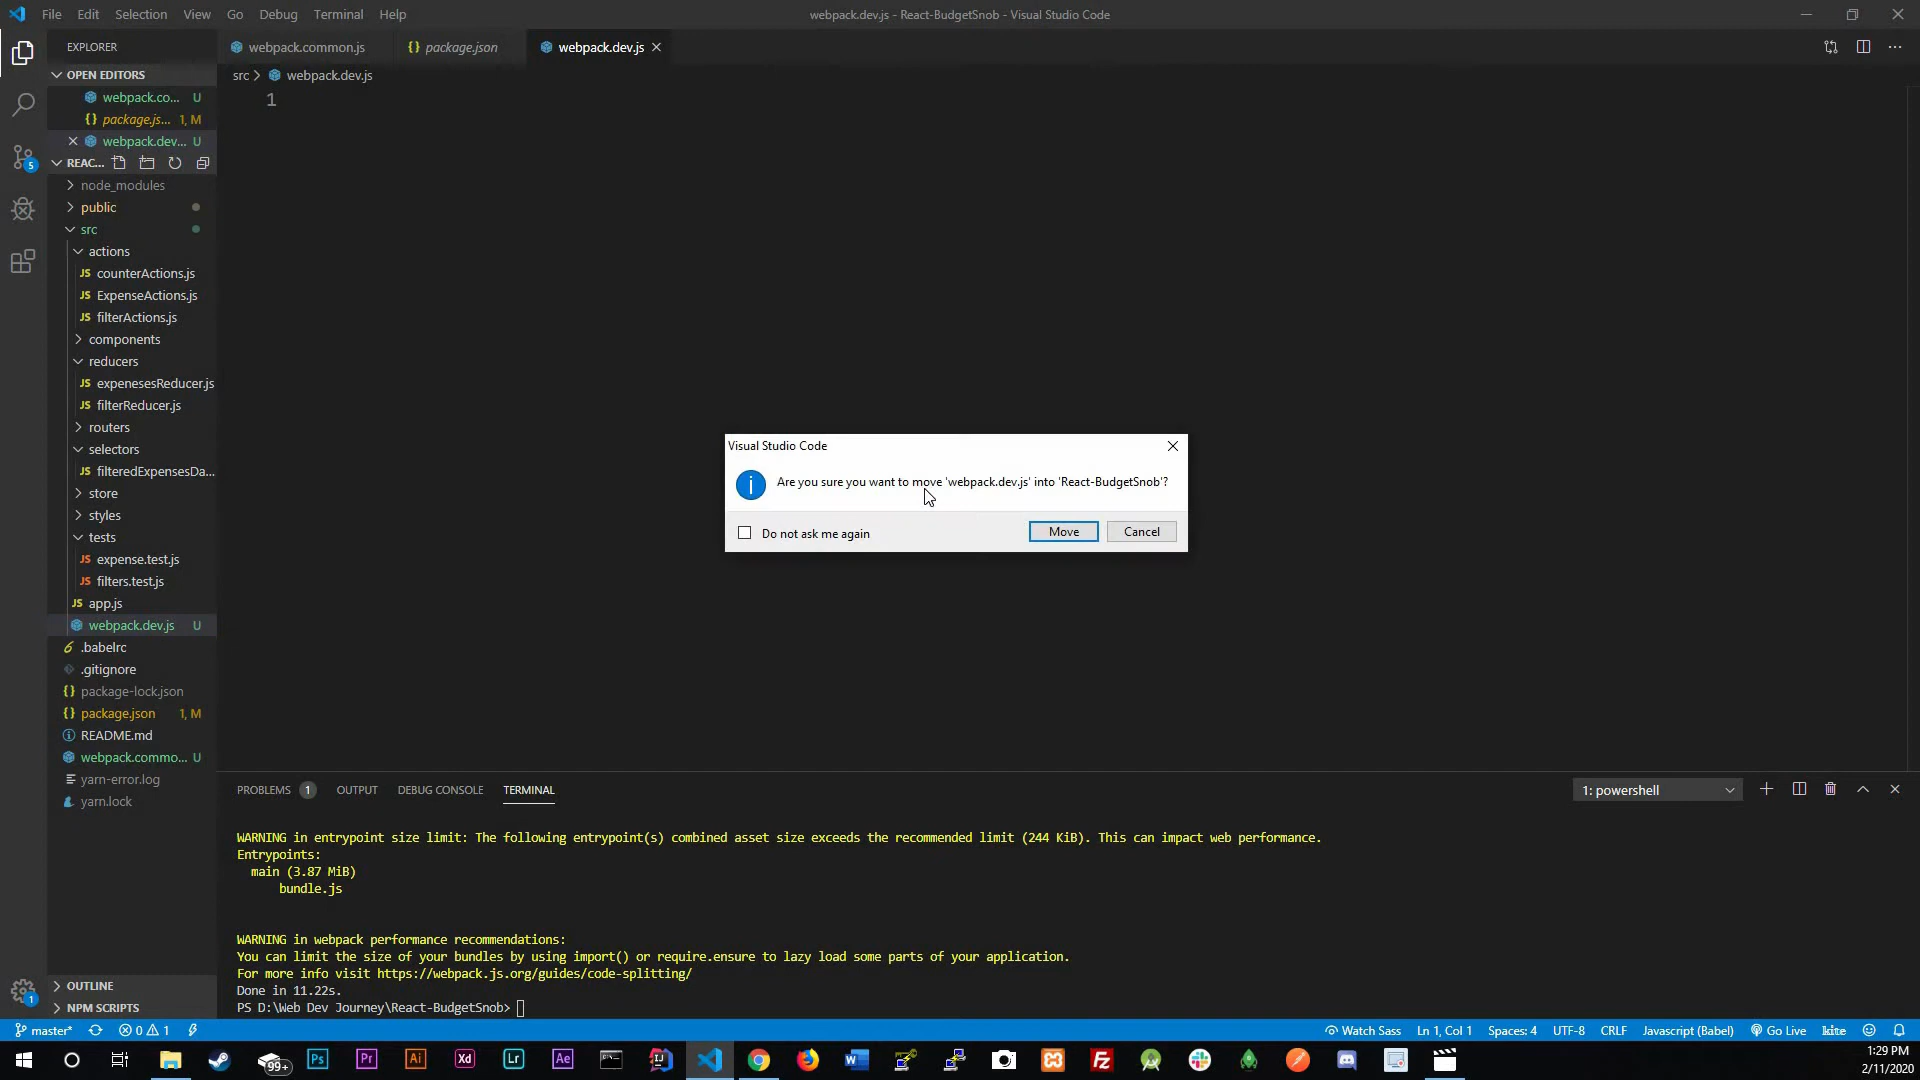 File Edit Selection View Go Debug Terminal Help
webpack.dev.js - React-BudgetSnob - Visual Studio Code
EXPLORER
webpack.common.js
package.json
webpack.dev.js
OPEN EDITORS
webpack.co... U
package.js... 1, M
webpack.dev... U
REAC...
node_modules
public
src
actions
counterActions.js
ExpenseActions.js
filterActions.js
components
reducers
expenesesReducer.js
filterReducer.js
routers
selectors
filteredExpensesDa...
store
styles
tests
expense.test.js
filters.test.js
app.js
webpack.dev.js U
.babelrc
.gitignore
package-lock.json
package.json 1, M
README.md
webpack.commo... U
yarn-error.log
yarn.lock
OUTLINE
NPM SCRIPTS
src > webpack.dev.js
1
Visual Studio Code
Are you sure you want to move 'webpack.dev.js' into 'React-BudgetSnob'?
Do not ask me again
Move
Cancel
PROBLEMS 1 OUTPUT DEBUG CONSOLE TERMINAL
1: powershell
WARNING in entrypoint size limit: The following entrypoint(s) combined asset size exceeds the recommended limit (244 KiB). This can impact web performance.
Entrypoints:
main (3.87 MiB)
bundle.js
WARNING in webpack performance recommendations:
You can limit the size of your bundles by using import() or require.ensure to lazy load some parts of your application.
For more info visit https://webpack.js.org/guides/code-splitting/
Done in 11.22s.
PS D:\Web Dev Journey\React-BudgetSnob>
5
1
master* 0 1
Watch Sass Ln 1, Col 1 Spaces: 4 UTF-8 CRLF Javascript (Babel) Go Live kite
99+ Ps Pr Ai Xd Lr Ae
1:29 PM
2/11/2020